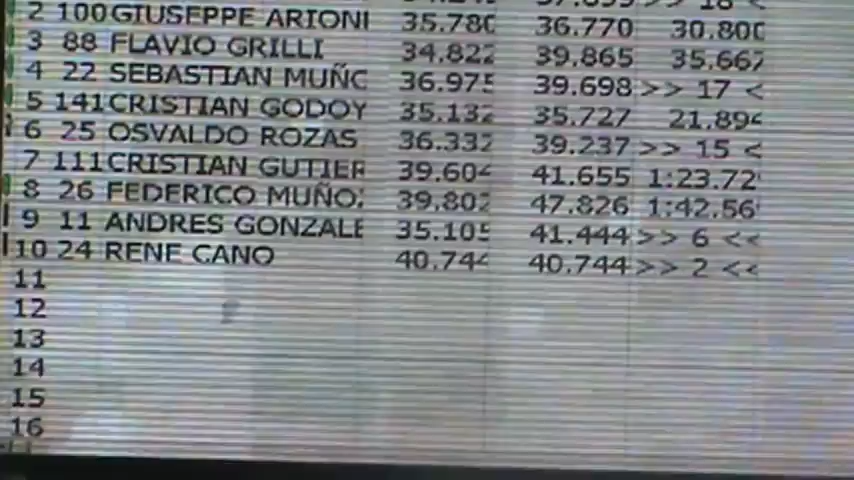 2 100 GIUSEPPE ARIONI 35.780 36.770 30.800
3 88 FLAVIO GRILLI 34.822 39.865 35.667
4 22 SEBASTIAN MUÑO 36.975 39.698 >> 17 <
5 141 CRISTIAN GODOY 35.132 35.727 21.894
6 25 OSVALDO ROZAS 36.332 39.237 >> 15 <
7 111 CRISTIAN GUTIER 39.604 41.655 1:23.72
8 26 FEDERICO MUÑO 39.802 47.826 1:42.56
9 11 ANDRES GONZALE 35.105 41.444 >> 6 <<
10 24 RENE CANO 40.744 40.744 >> 2 <<
11
12
13
14
15
16